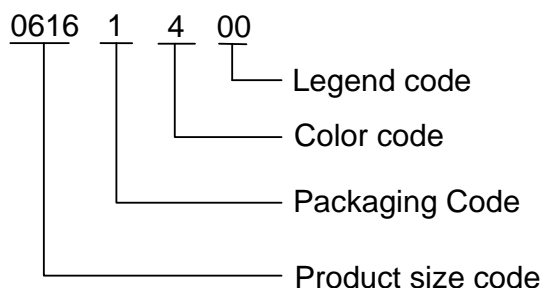 0616 1 4 00
Legend code
Color code
Packaging Code
Product size code